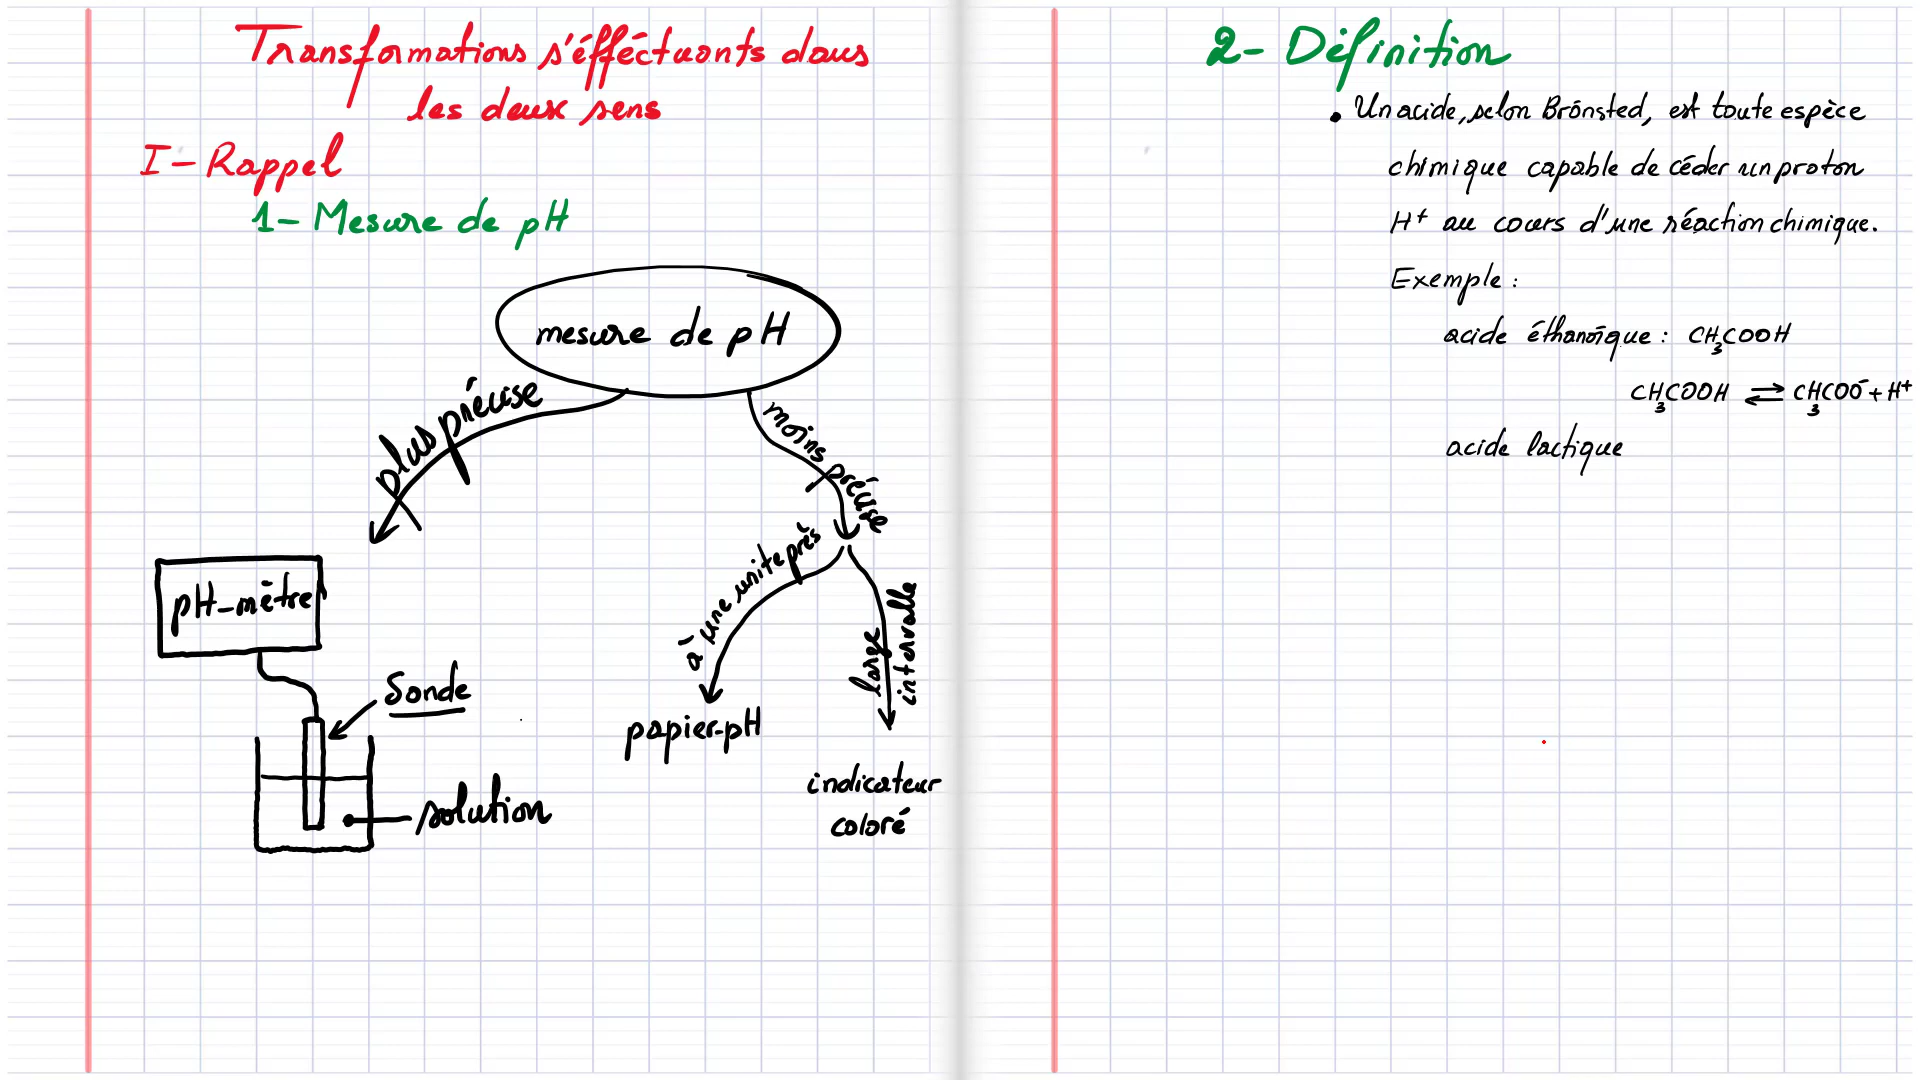 Transformations s'éfféctuants dans
les deux sens
I- Rappel
1- Mesure de pH
mesure de pH
plus précise
moins précise
pH-mètre
Sonde
solution
à une unite près
large
intervalle
papier-pH
indicateur
coloré
2- Définition
• Un acide, selon Brönsted, est toute espèce
chimique capable de céder un proton
H⁺ au cours d'une réaction chimique.
Exemple :
acide éthanoïque : CH₃COOH
CH₃COOH ⇌ CH₃COO⁻ + H⁺
acide lactique